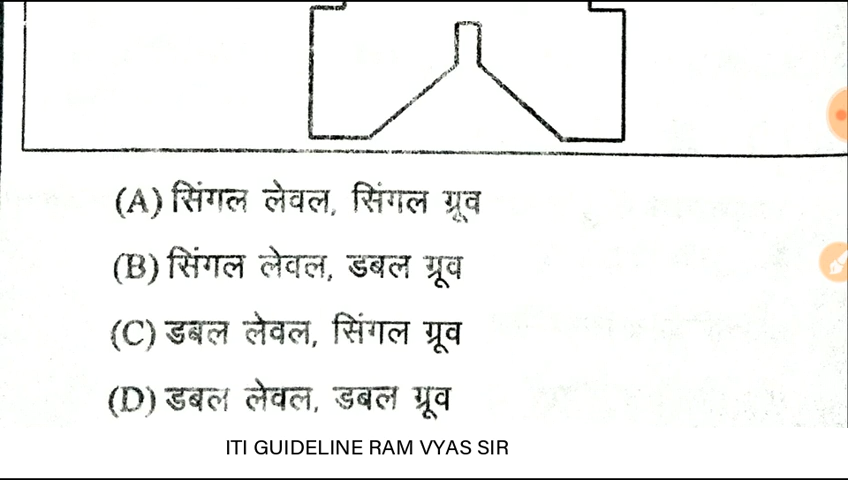 (A) सिंगल लेवल, सिंगल ग्रूव
(B) सिंगल लेवल, डबल ग्रूव
(C) डबल लेवल, सिंगल ग्रूव
(D) डबल लेवल, डबल ग्रूव
ITI GUIDELINE RAM VYAS SIR